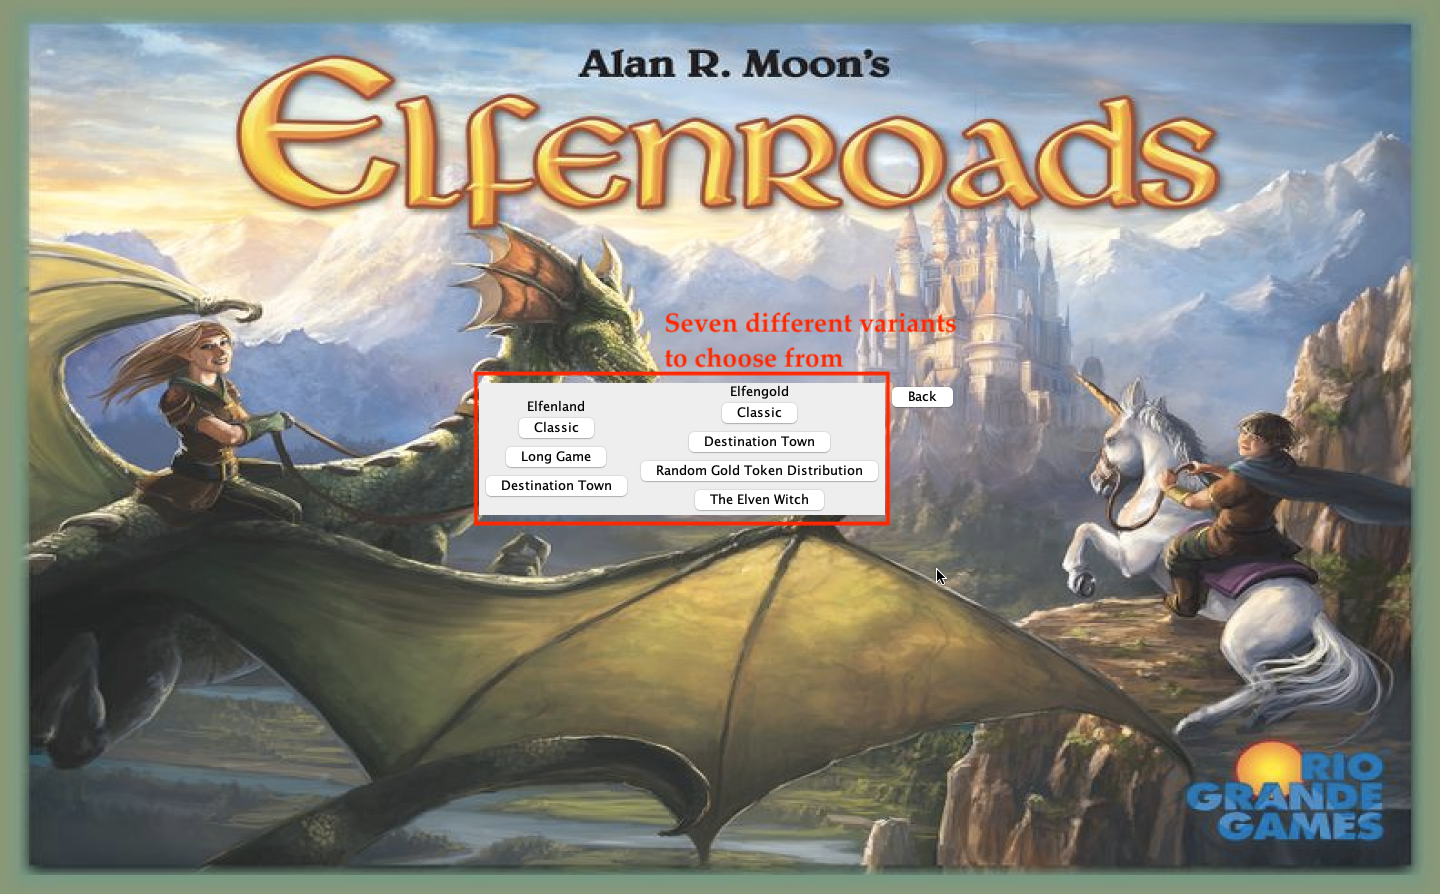 Alan R. Moon's
Elfenroads
Seven different variants
to choose from
Elfenland
Classic
Long Game
Destination Town
Elfengold
Classic
Destination Town
Random Gold Token Distribution
The Elven Witch
Back
RIO
GRANDE
GAMES